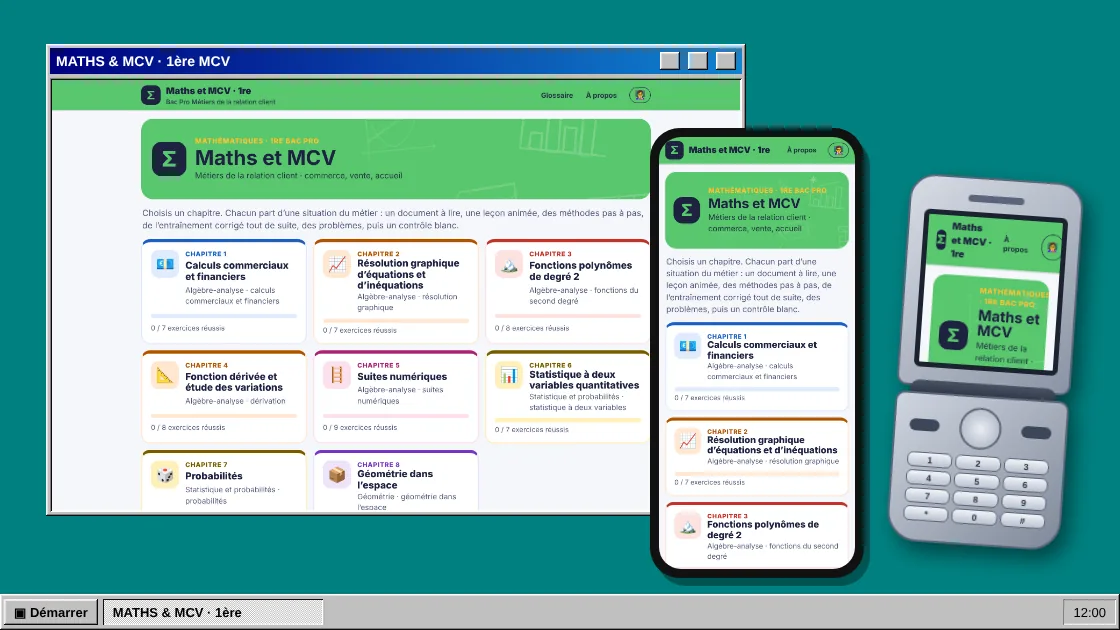 MATHS & MCV · 1ère MCV
Σ Maths et MCV · 1re
Bac Pro Métiers de la relation client
Glossaire
À propos
MATHÉMATIQUES · 1RE BAC PRO
Σ Maths et MCV
Métiers de la relation client · commerce, vente, accueil
Choisis un chapitre. Chacun part d'une situation du métier : un document à lire, une leçon animée, des méthodes pas à pas,
de l'entraînement corrigé tout de suite, des problèmes, puis un contrôle blanc.
CHAPITRE 1
Calculs commerciaux
et financiers
Algèbre-analyse · calculs
commerciaux et financiers
0 / 7 exercices réussis
CHAPITRE 2
Résolution graphique
d'équations et
d'inéquations
Algèbre-analyse · résolution
graphique
0 / 7 exercices réussis
CHAPITRE 3
Fonctions polynômes
de degré 2
Algèbre-analyse · fonctions du
second degré
0 / 8 exercices réussis
CHAPITRE 4
Fonction dérivée et
étude des variations
Algèbre-analyse · dérivation
0 / 8 exercices réussis
CHAPITRE 5
Suites numériques
Algèbre-analyse · suites
numériques
0 / 9 exercices réussis
CHAPITRE 6
Statistique à deux
variables quantitatives
Statistique et probabilités ·
statistique à deux variables
0 / 7 exercices réussis
CHAPITRE 7
Probabilités
Statistique et probabilités ·
probabilités
CHAPITRE 8
Géométrie dans
l'espace
Géométrie · géométrie dans
l'espace
Σ Maths et MCV · 1re
À propos
MATHÉMATIQUES · 1RE BAC PRO
Σ Maths et MCV
Métiers de la relation client ·
commerce, vente, accueil
Choisis un chapitre. Chacun part d'une
situation du métier : un document à lire, une
leçon animée, des méthodes pas à pas, de
l'entraînement corrigé tout de suite, des
problèmes, puis un contrôle blanc.
CHAPITRE 1
Calculs commerciaux et
financiers
Algèbre-analyse · calculs
commerciaux et financiers
0 / 7 exercices réussis
CHAPITRE 2
Résolution graphique
d'équations et d'inéquations
Algèbre-analyse · résolution graphique
0 / 7 exercices réussis
CHAPITRE 3
Fonctions polynômes de
degré 2
Algèbre-analyse · fonctions du second
degré
Σ Maths
et MCV ·
1re
À
propos
MATHÉMATIQUES
1RE BAC PRO
Σ Maths et
MCV
Métiers de la
relation client ·
1 2 3
4 5 6
7 8 9
* 0 #
Démarrer
MATHS & MCV · 1ère
12:00